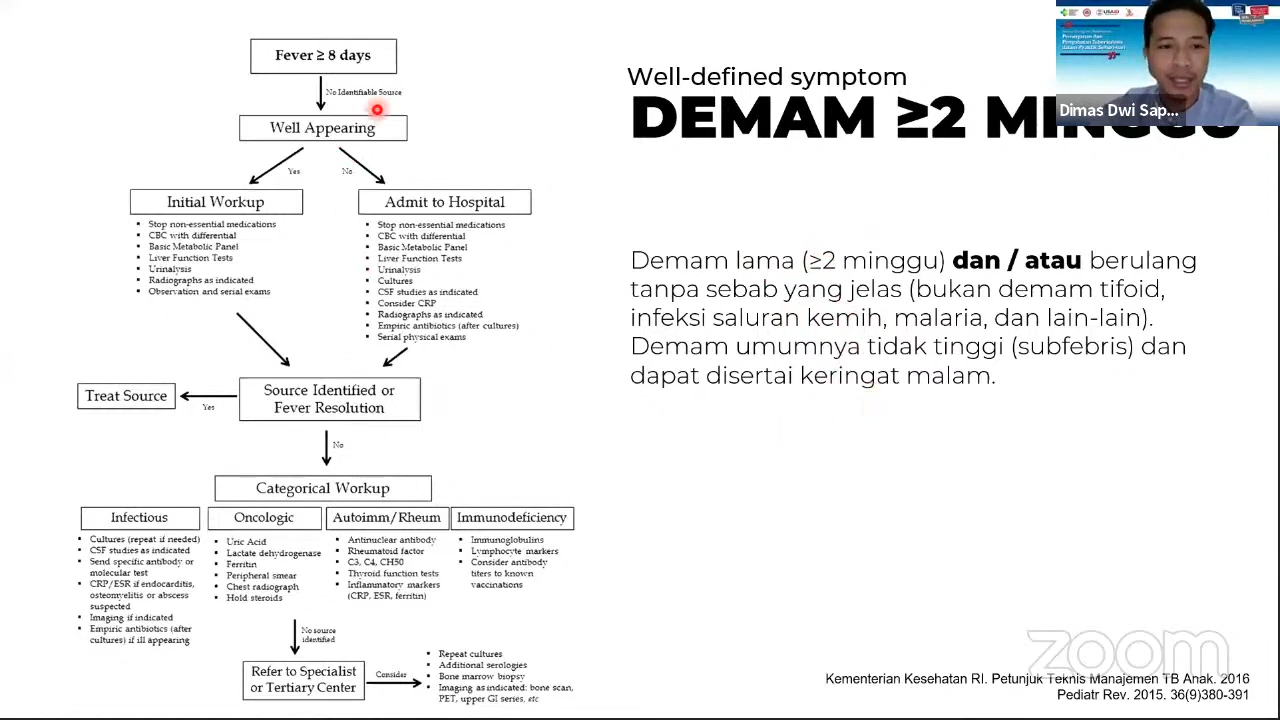 Fever ≥ 8 days
No Identifiable Source
Well Appearing
Yes
No
Initial Workup
▪ Stop non-essential medications
▪ CBC with differential
▪ Basic Metabolic Panel
▪ Liver Function Tests
▪ Urinalysis
▪ Radiographs as indicated
▪ Observation and serial exams
Admit to Hospital
▪ Stop non-essential medications
▪ CBC with differential
▪ Basic Metabolic Panel
▪ Liver Function Tests
▪ Urinalysis
▪ Cultures
▪ CSF studies as indicated
▪ Consider CRP
▪ Radiographs as indicated
▪ Empiric antibiotics (after cultures)
▪ Serial physical exams
Source Identified or
Fever Resolution
Yes
Treat Source
No
Categorical Workup
Infectious
▪ Cultures (repeat if needed)
▪ CSF studies as indicated
▪ Send specific antibody or
molecular test
▪ CRP/ESR if endocarditis,
osteomyelitis or abscess
suspected
▪ Imaging if indicated
▪ Empiric antibiotics (after
cultures) if ill appearing
Oncologic
▪ Uric Acid
▪ Lactate dehydrogenase
▪ Ferritin
▪ Peripheral smear
▪ Chest radiograph
▪ Hold steroids
Autoimm/Rheum
▪ Antinuclear antibody
▪ Rheumatoid factor
▪ C3, C4, CH50
▪ Thyroid function tests
▪ Inflammatory markers
(CRP, ESR, ferritin)
Immunodeficiency
▪ Immunoglobulins
▪ Lymphocyte markers
▪ Consider antibody
titers to known
vaccinations
No source
identified
Refer to Specialist
or Tertiary Center
Consider
▪ Repeat cultures
▪ Additional serologies
▪ Bone marrow biopsy
▪ Imaging as indicated: bone scan,
PET, upper GI series, etc
Well-defined symptom
DEMAM ≥2 MINGGU
Demam lama (≥2 minggu) dan / atau berulang
tanpa sebab yang jelas (bukan demam tifoid,
infeksi saluran kemih, malaria, dan lain-lain).
Demam umumnya tidak tinggi (subfebris) dan
dapat disertai keringat malam.
USAID
Pengobatan Tuberkulosis
Dimas Dwi Sap...
zoom
Kementerian Kesehatan RI. Petunjuk Teknis Manajemen TB Anak. 2016
Pediatr Rev. 2015. 36(9)380-391